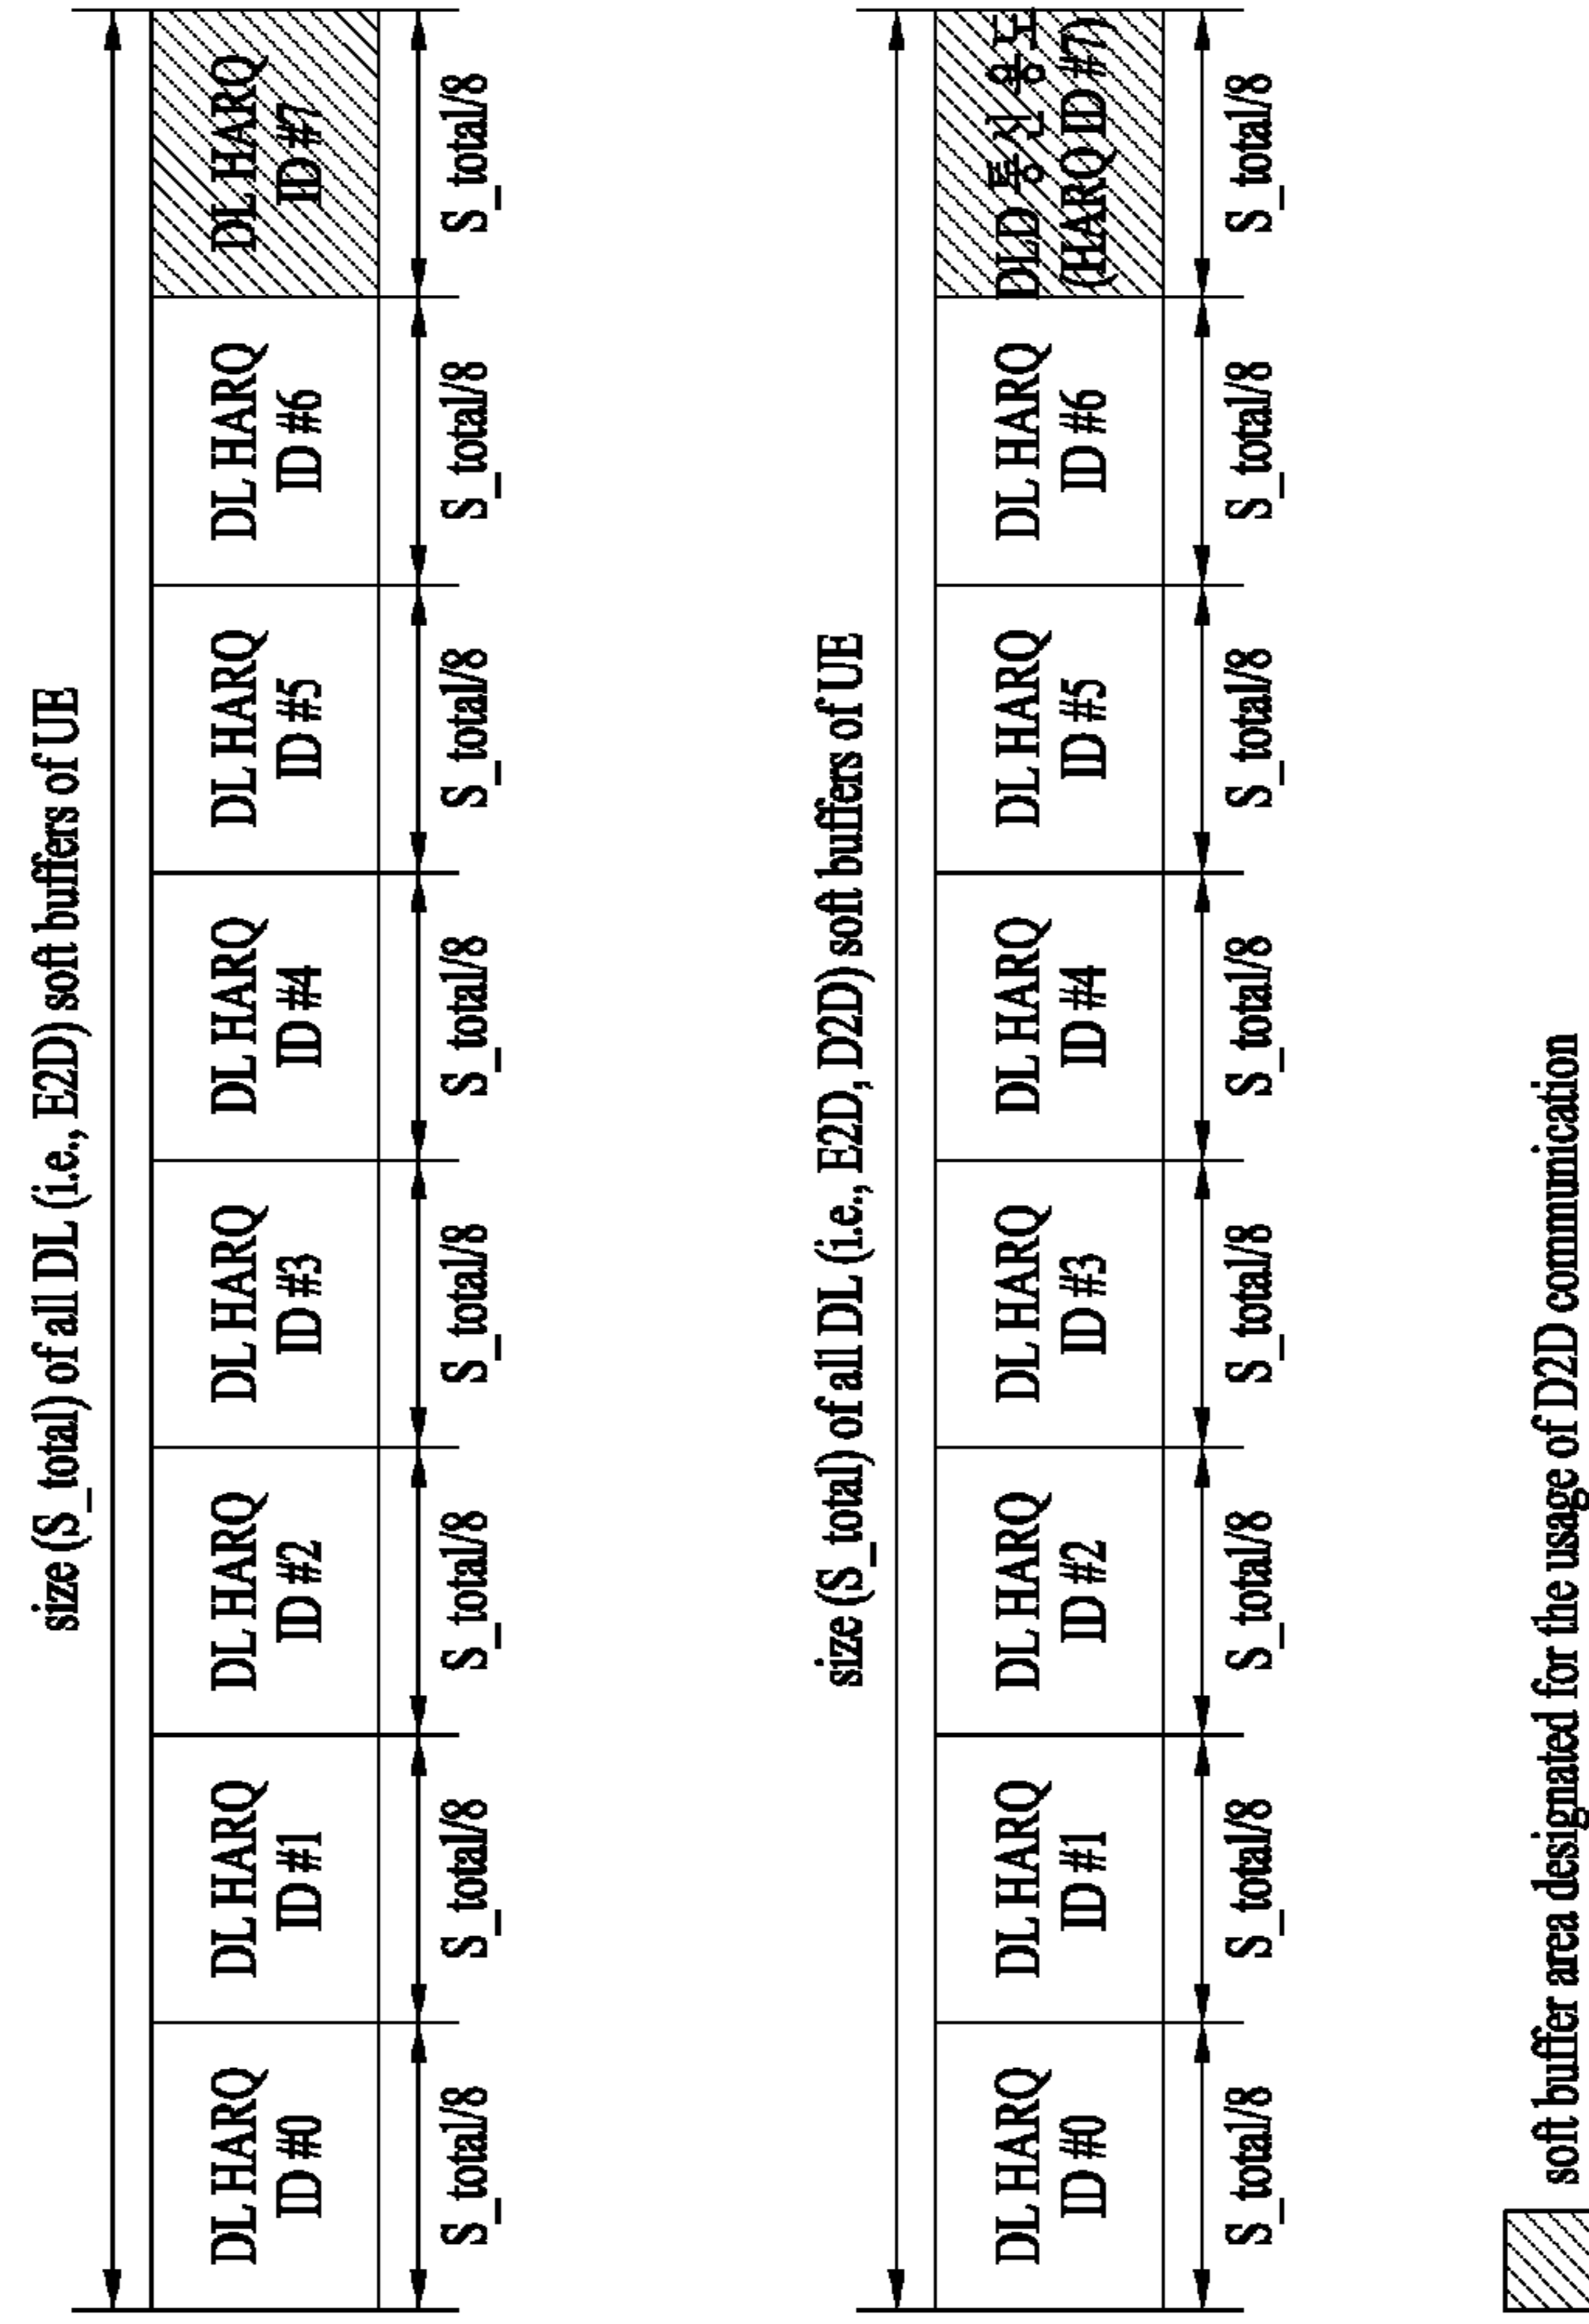 size (S_total) of all DL (i.e., E2D) soft buffers of UE
DL HARQ
ID #0
DL HARQ
ID #1
DL HARQ
ID #2
DL HARQ
ID #3
DL HARQ
ID #4
DL HARQ
ID #5
DL HARQ
ID #6
DL HARQ
ID #7
S_total/8
S_total/8
S_total/8
S_total/8
S_total/8
S_total/8
S_total/8
S_total/8
size (S_total) of all DL (i.e., E2D, D2D) soft buffers of UE
DL HARQ
ID #0
DL HARQ
ID #1
DL HARQ
ID #2
DL HARQ
ID #3
DL HARQ
ID #4
DL HARQ
ID #5
DL HARQ
ID #6
DLD 통신 용
(HARQ ID #7)
S_total/8
S_total/8
S_total/8
S_total/8
S_total/8
S_total/8
S_total/8
S_total/8
soft buffer area designated for the usage of D2D communication